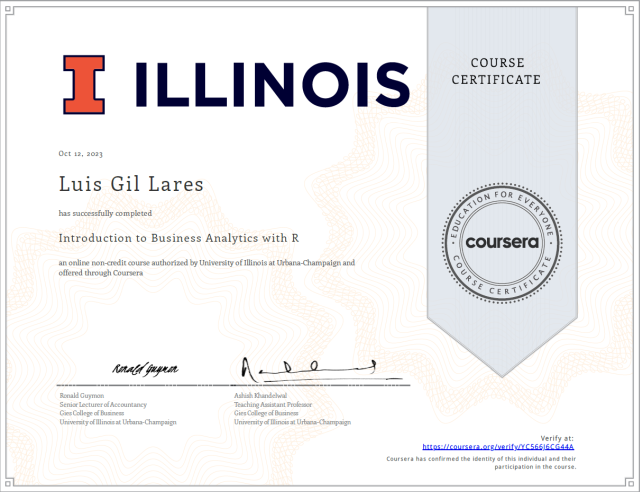 I ILLINOIS
COURSE
CERTIFICATE
Oct 12, 2023
Luis Gil Lares
has successfully completed
Introduction to Business Analytics with R
an online non-credit course authorized by University of Illinois at Urbana-Champaign and
offered through Coursera
EDUCATION FOR EVERYONE
coursera
COURSE CERTIFICATE
Ronald Guymon
Ronald Guymon
Senior Lecturer of Accountancy
Gies College of Business
University of Illinois at Urbana-Champaign
Ashish Khandelwal
Teaching Assistant Professor
Gies College of Business
University of Illinois at Urbana-Champaign
Verify at:
https://coursera.org/verify/YC566J6CG44A
Coursera has confirmed the identity of this individual and their
participation in the course.